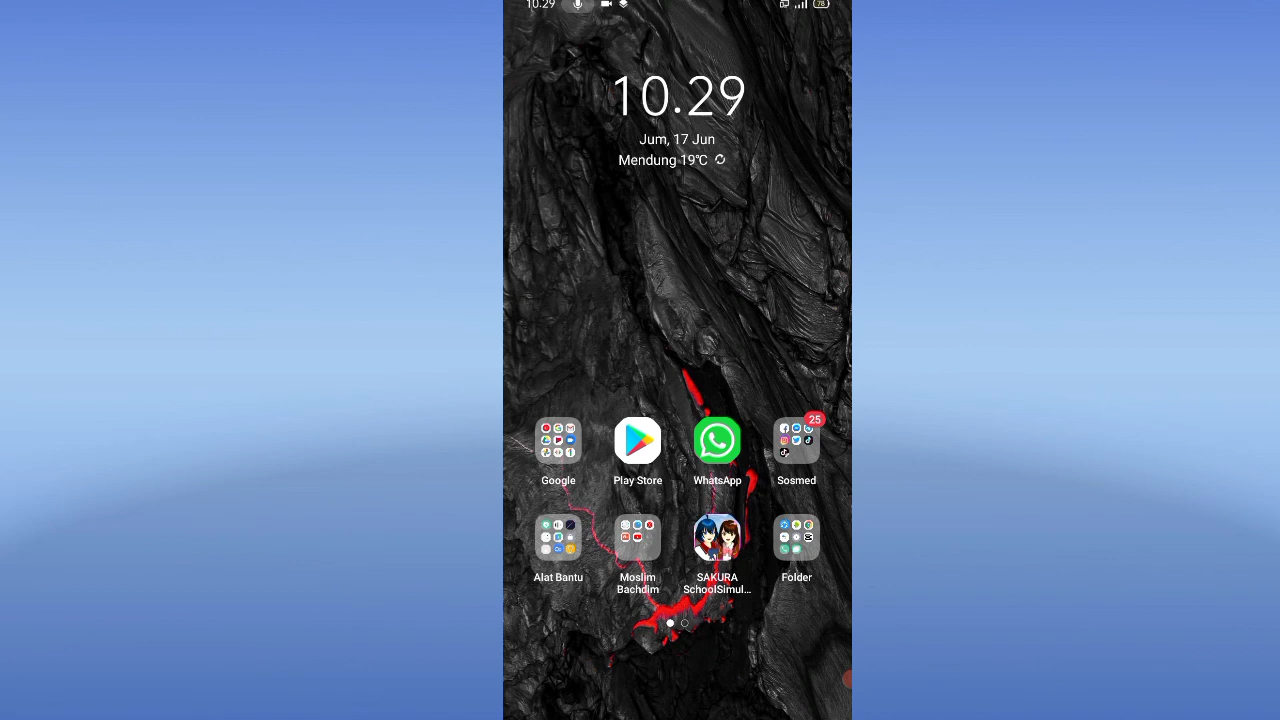 10.29
78
10.29
Jum, 17 Jun
Mendung 19°C
25
Google
Play Store
WhatsApp
Sosmed
Alat Bantu
Moslim
Bachdim
SAKURA
SchoolSimul...
Folder